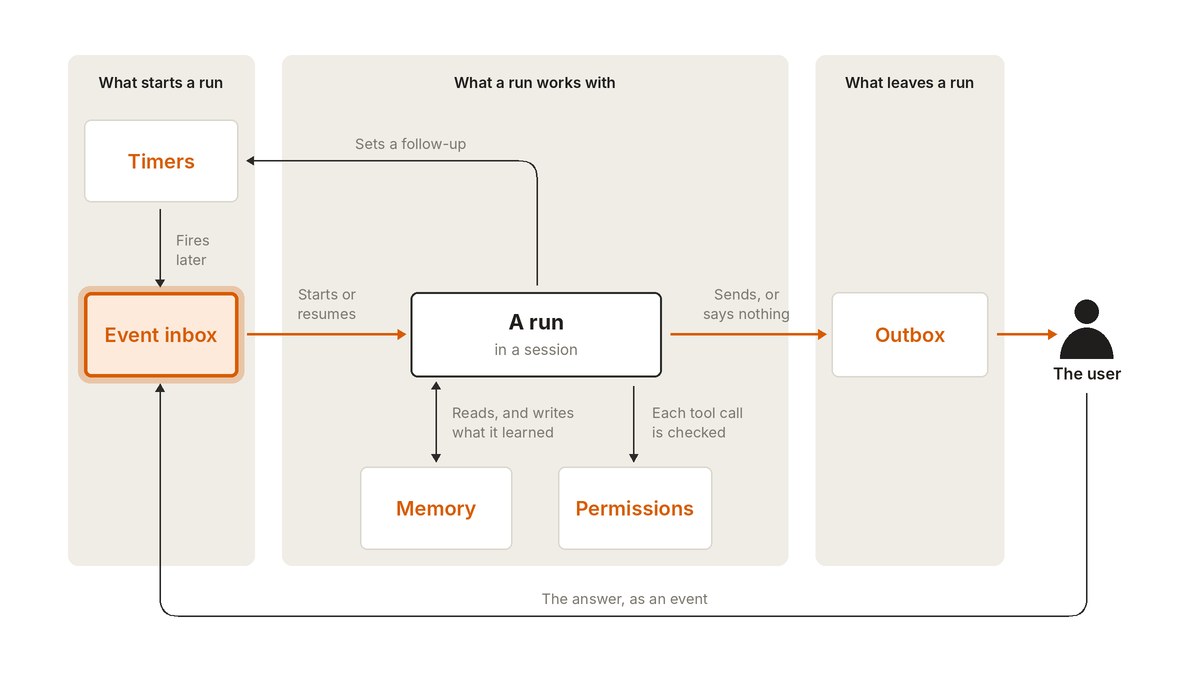 What starts a run
What a run works with
What leaves a run
Timers
Sets a follow-up
Fires
later
Event inbox
Starts or
resumes
A run
in a session
Sends, or
says nothing
Outbox
The user
Reads, and writes
what it learned
Each tool call
is checked
Memory
Permissions
The answer, as an event